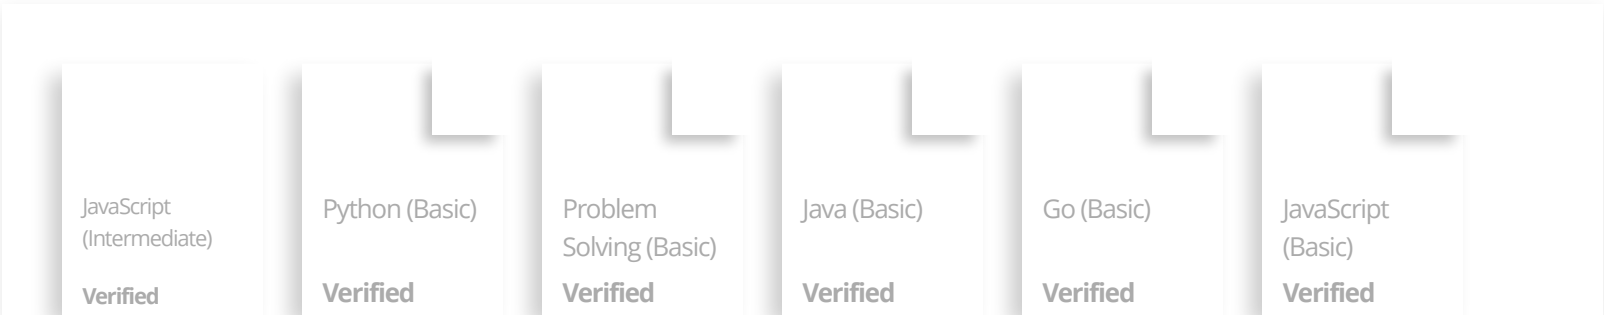 JavaScript
(Intermediate)
Verified
Python (Basic)
Verified
Problem
Solving (Basic)
Verified
Java (Basic)
Verified
Go (Basic)
Verified
JavaScript
(Basic)
Verified